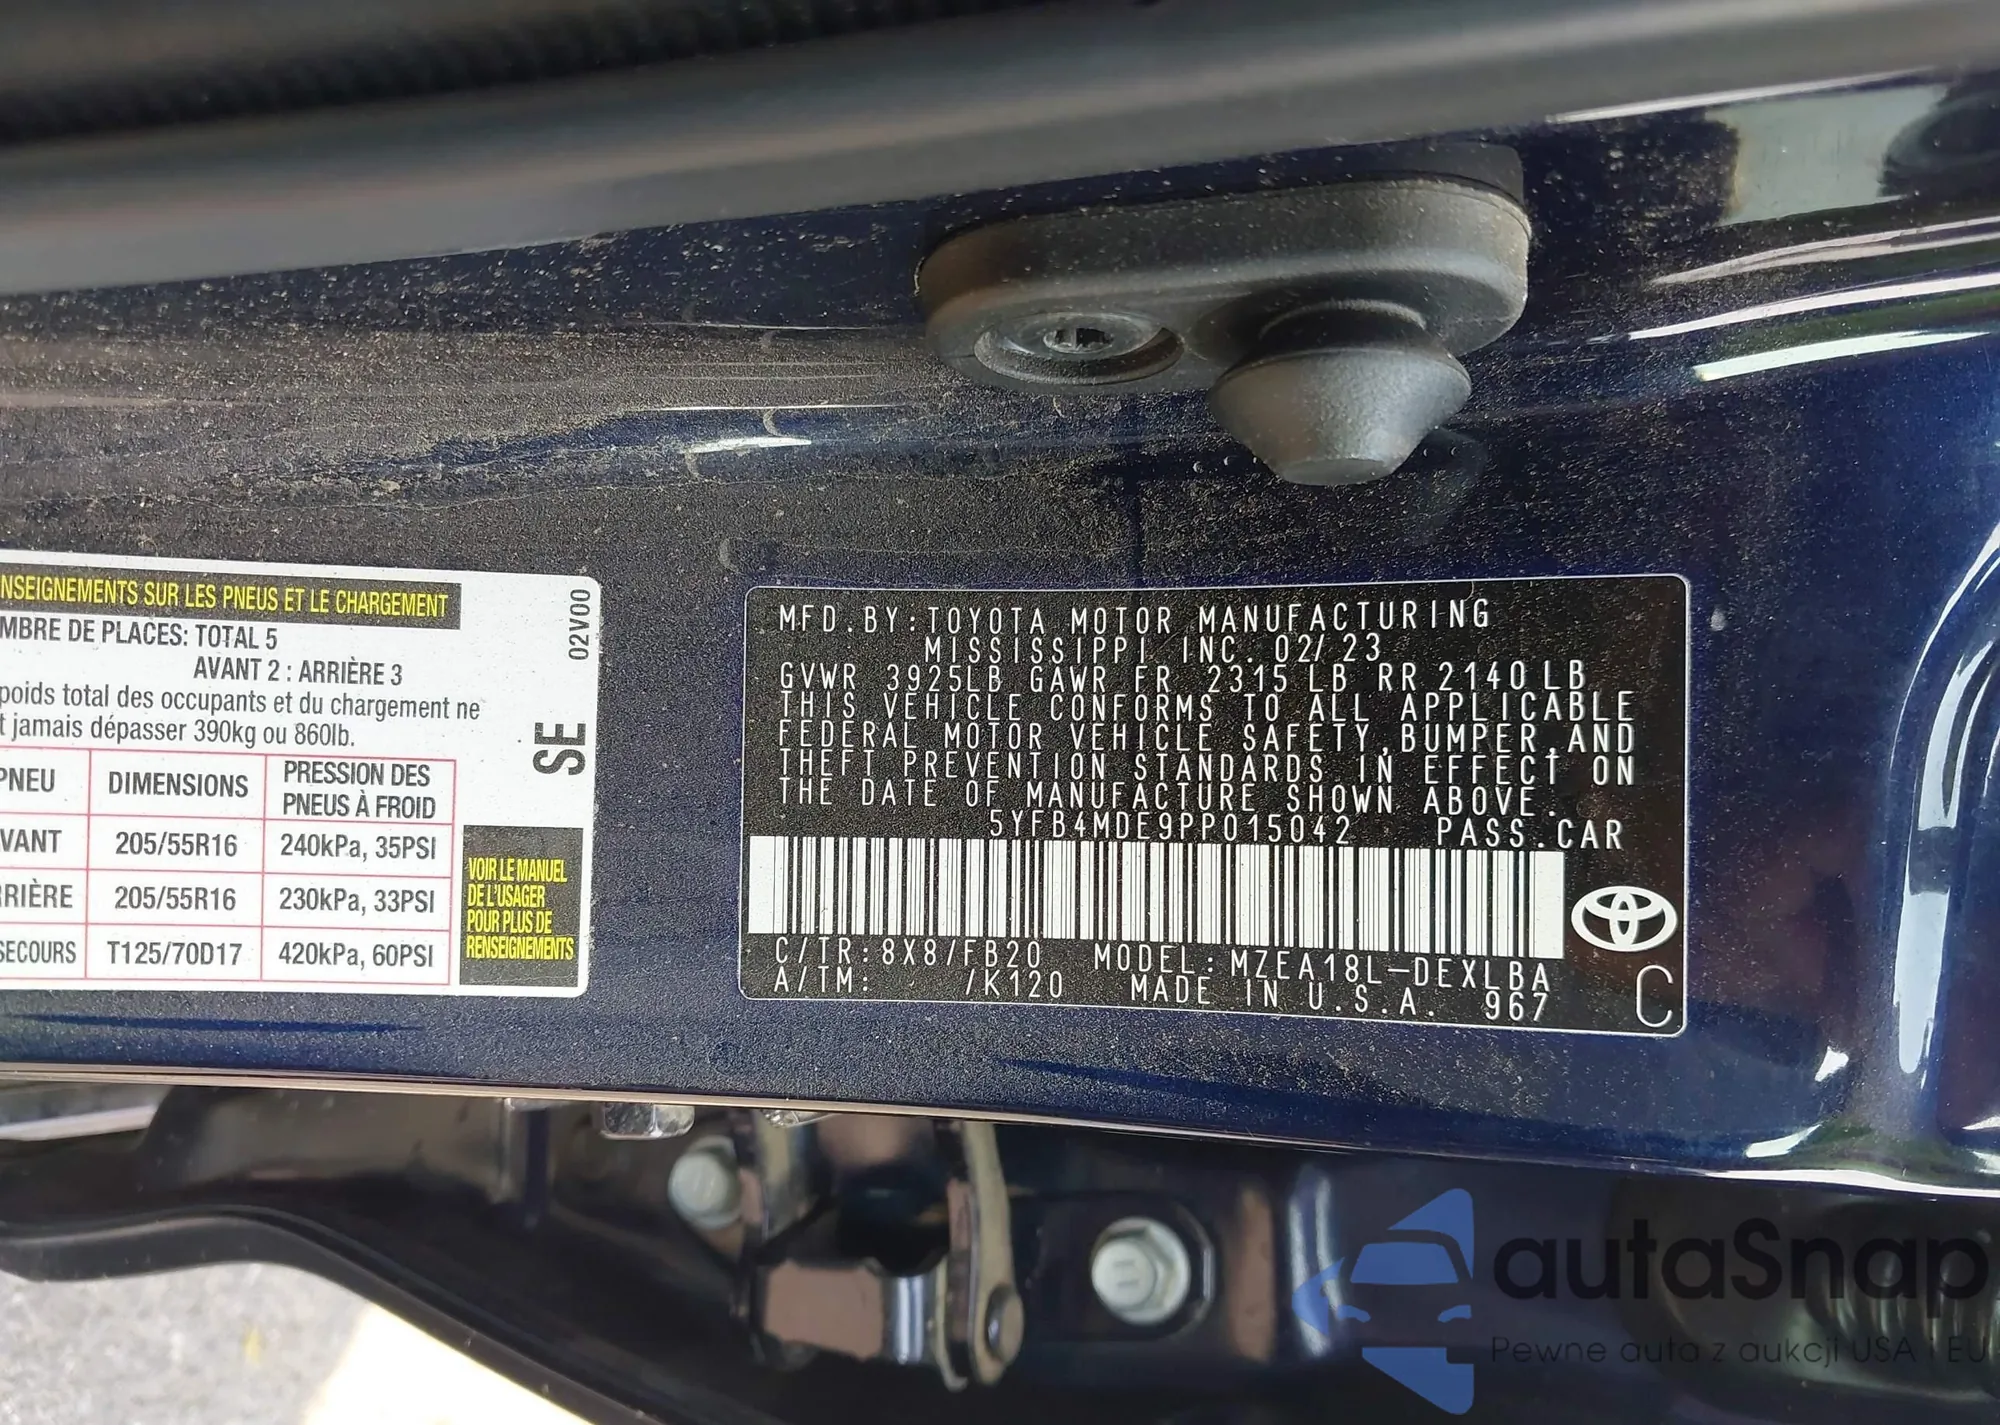 NSEIGNEMENTS SUR LES PNEUS ET LE CHARGEMENT
MBRE DE PLACES: TOTAL 5
AVANT 2 : ARRIÈRE 3
poids total des occupants et du chargement ne
t jamais dépasser 390kg ou 860lb.
PNEU DIMENSIONS PRESSION DES PNEUS À FROID
VANT 205/55R16 240kPa, 35PSI
RRIÈRE 205/55R16 230kPa, 33PSI
SECOURS T125/70D17 420kPa, 60PSI
02V00
SE
VOIR LE MANUEL
DE L'USAGER
POUR PLUS DE
RENSEIGNEMENTS
MFD.BY:TOYOTA MOTOR MANUFACTURING
MISSISSIPPI, INC. 02/23
GVWR 3925LB GAWR FR 2315LB RR 2140LB
THIS VEHICLE CONFORMS TO ALL APPLICABLE
FEDERAL MOTOR VEHICLE SAFETY,BUMPER,AND
THEFT PREVENTION STANDARDS IN EFFECT ON
THE DATE OF MANUFACTURE SHOWN ABOVE.
5YFB4MDE9PP015042 PASS.CAR
C/TR:8X8/FB20 MODEL:MZEA18L-DEXLBA
A/TM: /K120 MADE IN U.S.A. 967
C
autaSnap
Pewne auta z aukcji USA i EU